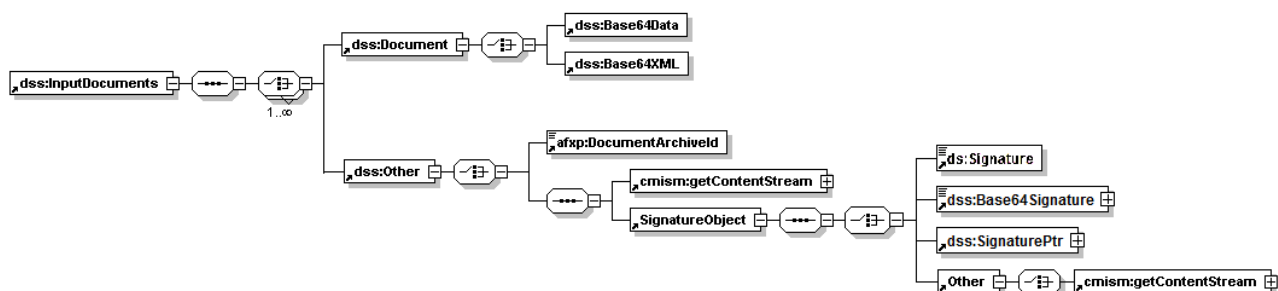 dss:InputDocuments
1..∞
dss:Document
dss:Base64Data
dss:Base64XML
dss:Other
afxp:DocumentArchiveId
cmism:getContentStream
SignatureObject
ds:Signature
dss:Base64Signature
dss:SignaturePtr
Other
cmism:getContentStream